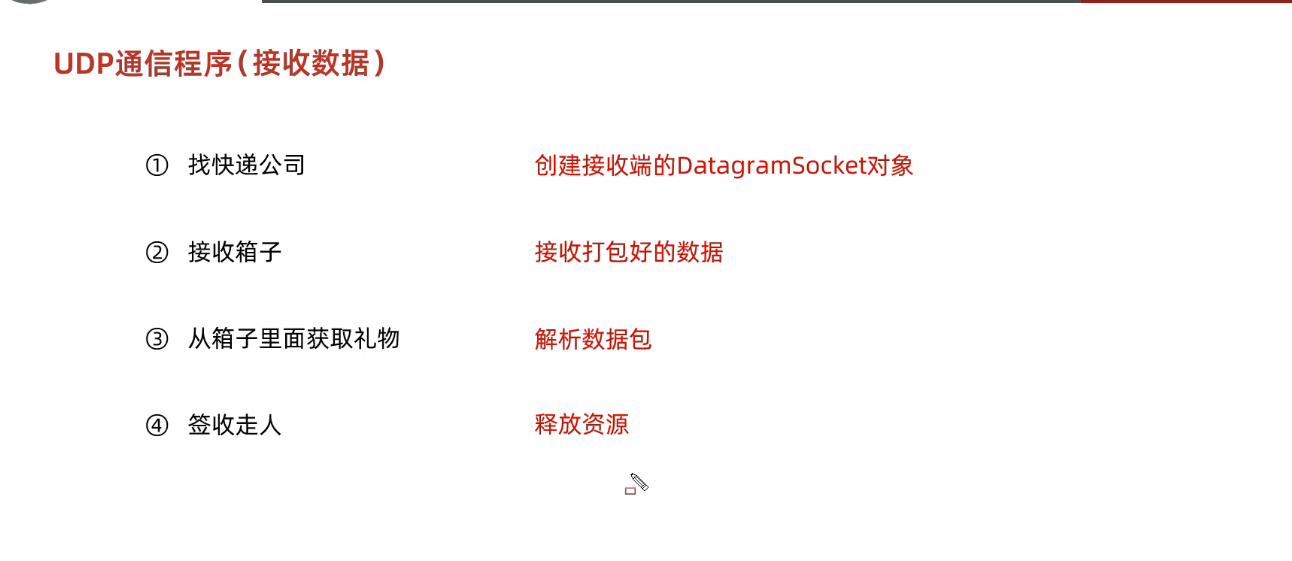 UDP通信程序(接收数据)
① 找快递公司 创建接收端的DatagramSocket对象
② 接收箱子 接收打包好的数据
③ 从箱子里面获取礼物 解析数据包
④ 签收走人 释放资源